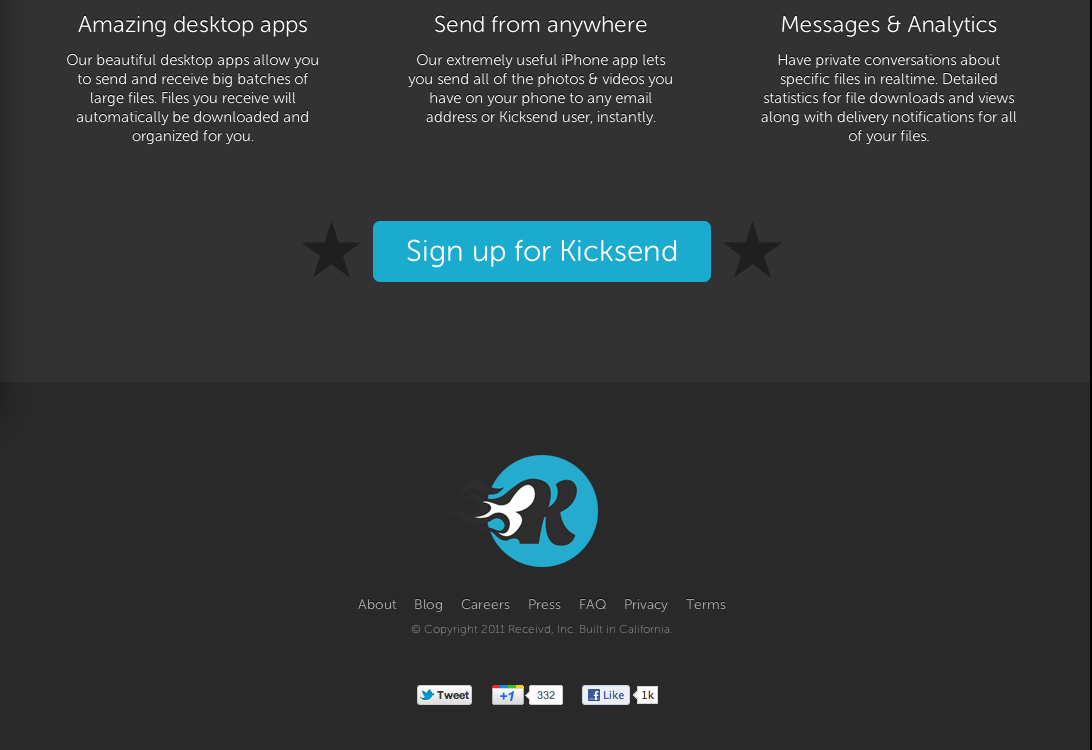 Amazing desktop apps
Our beautiful desktop apps allow you
to send and receive big batches of
large files. Files you receive will
automatically be downloaded and
organized for you.
Send from anywhere
Our extremely useful iPhone app lets
you send all of the photos & videos you
have on your phone to any email
address or Kicksend user, instantly.
Messages & Analytics
Have private conversations about
specific files in realtime. Detailed
statistics for file downloads and views
along with delivery notifications for all
of your files.
Sign up for Kicksend
K
About Blog Careers Press FAQ Privacy Terms
© Copyright 2011 Receivd, Inc. Built in California.
Tweet +1 332 f Like 1k